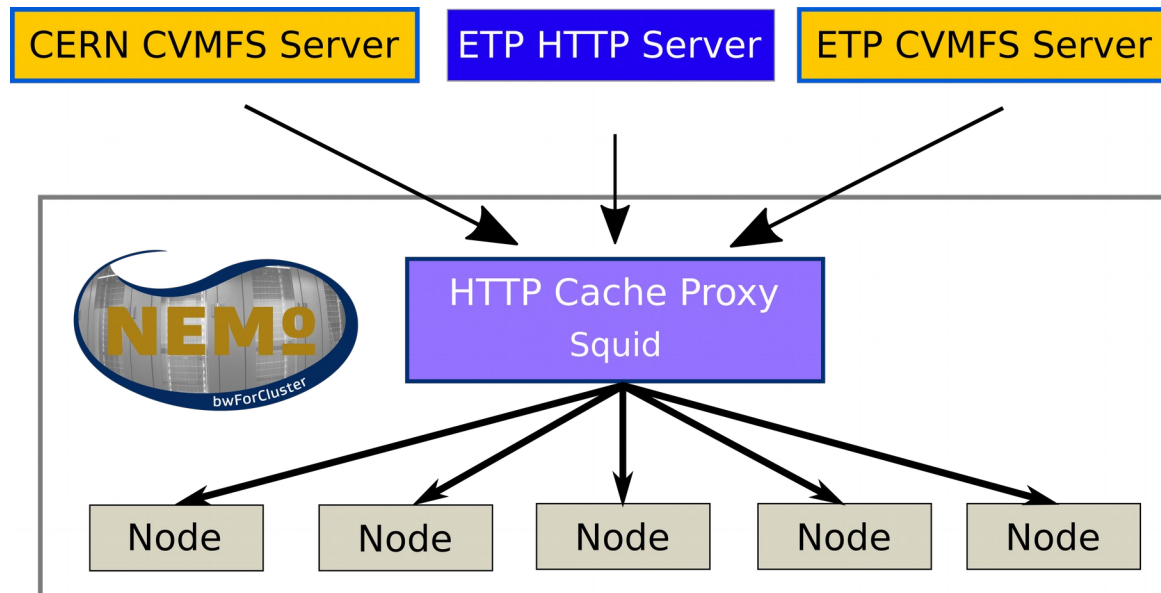 CERN CVMFS Server
ETP HTTP Server
ETP CVMFS Server
HTTP Cache Proxy
Squid
NEMº
bwForCluster
Node
Node
Node
Node
Node